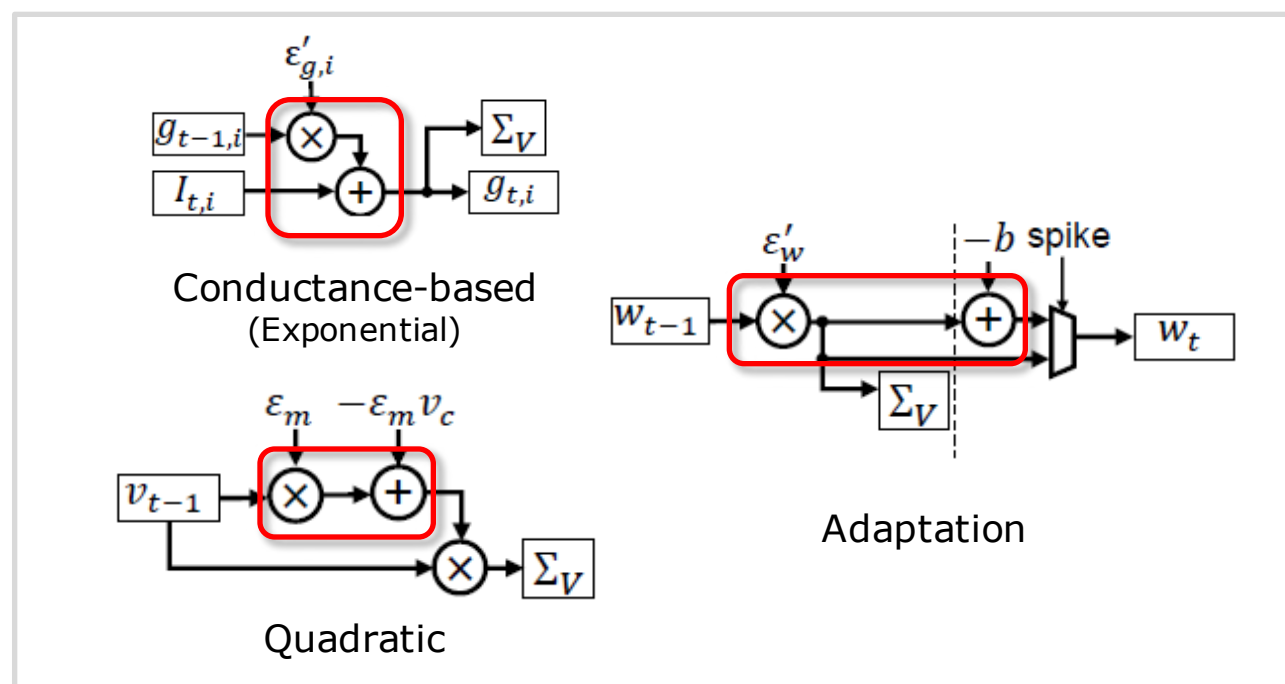 ε′g,i
gt−1,i
×
ΣV
It,i
+
gt,i
Conductance-based
(Exponential)
εm
−εmvc
vt−1
×
+
×
ΣV
Quadratic
ε′w
−b spike
wt−1
×
+
wt
ΣV
Adaptation